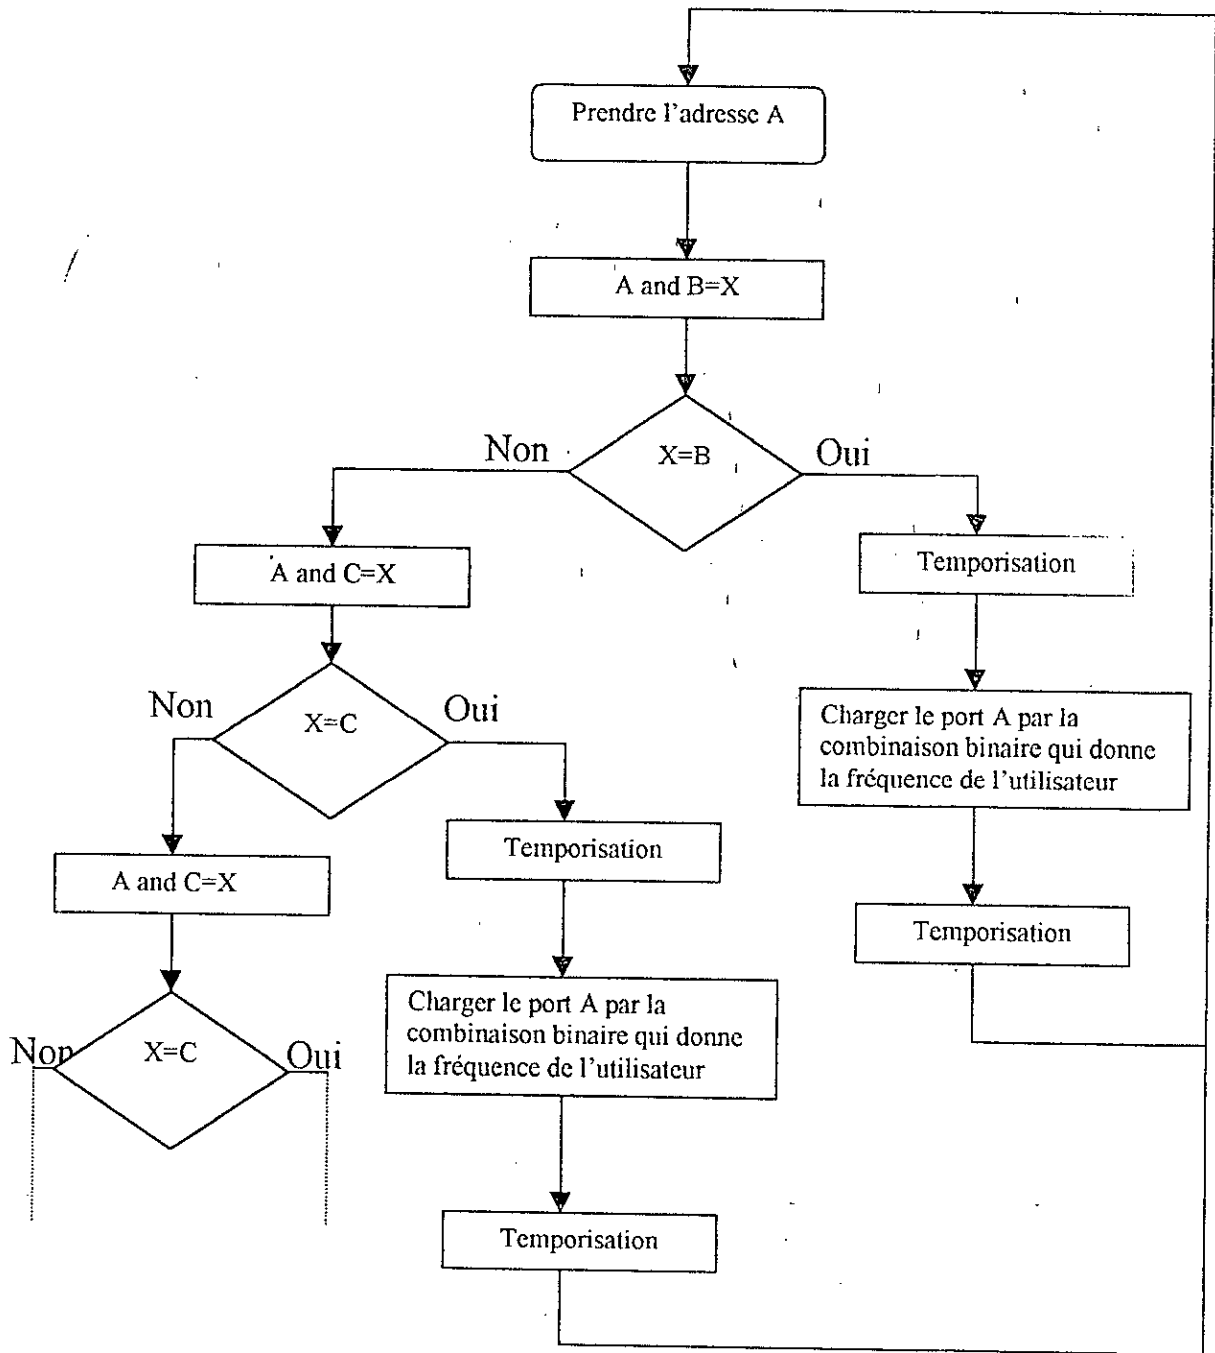 Prendre l'adresse A
A and B=X
Non
X=B
Oui
A and C=X
Temporisation
Non
X=C
Oui
Charger le port A par la
combinaison binaire qui donne
la fréquence de l'utilisateur
A and C=X
Temporisation
Temporisation
Non
X=C
Oui
Charger le port A par la
combinaison binaire qui donne
la fréquence de l'utilisateur
Temporisation